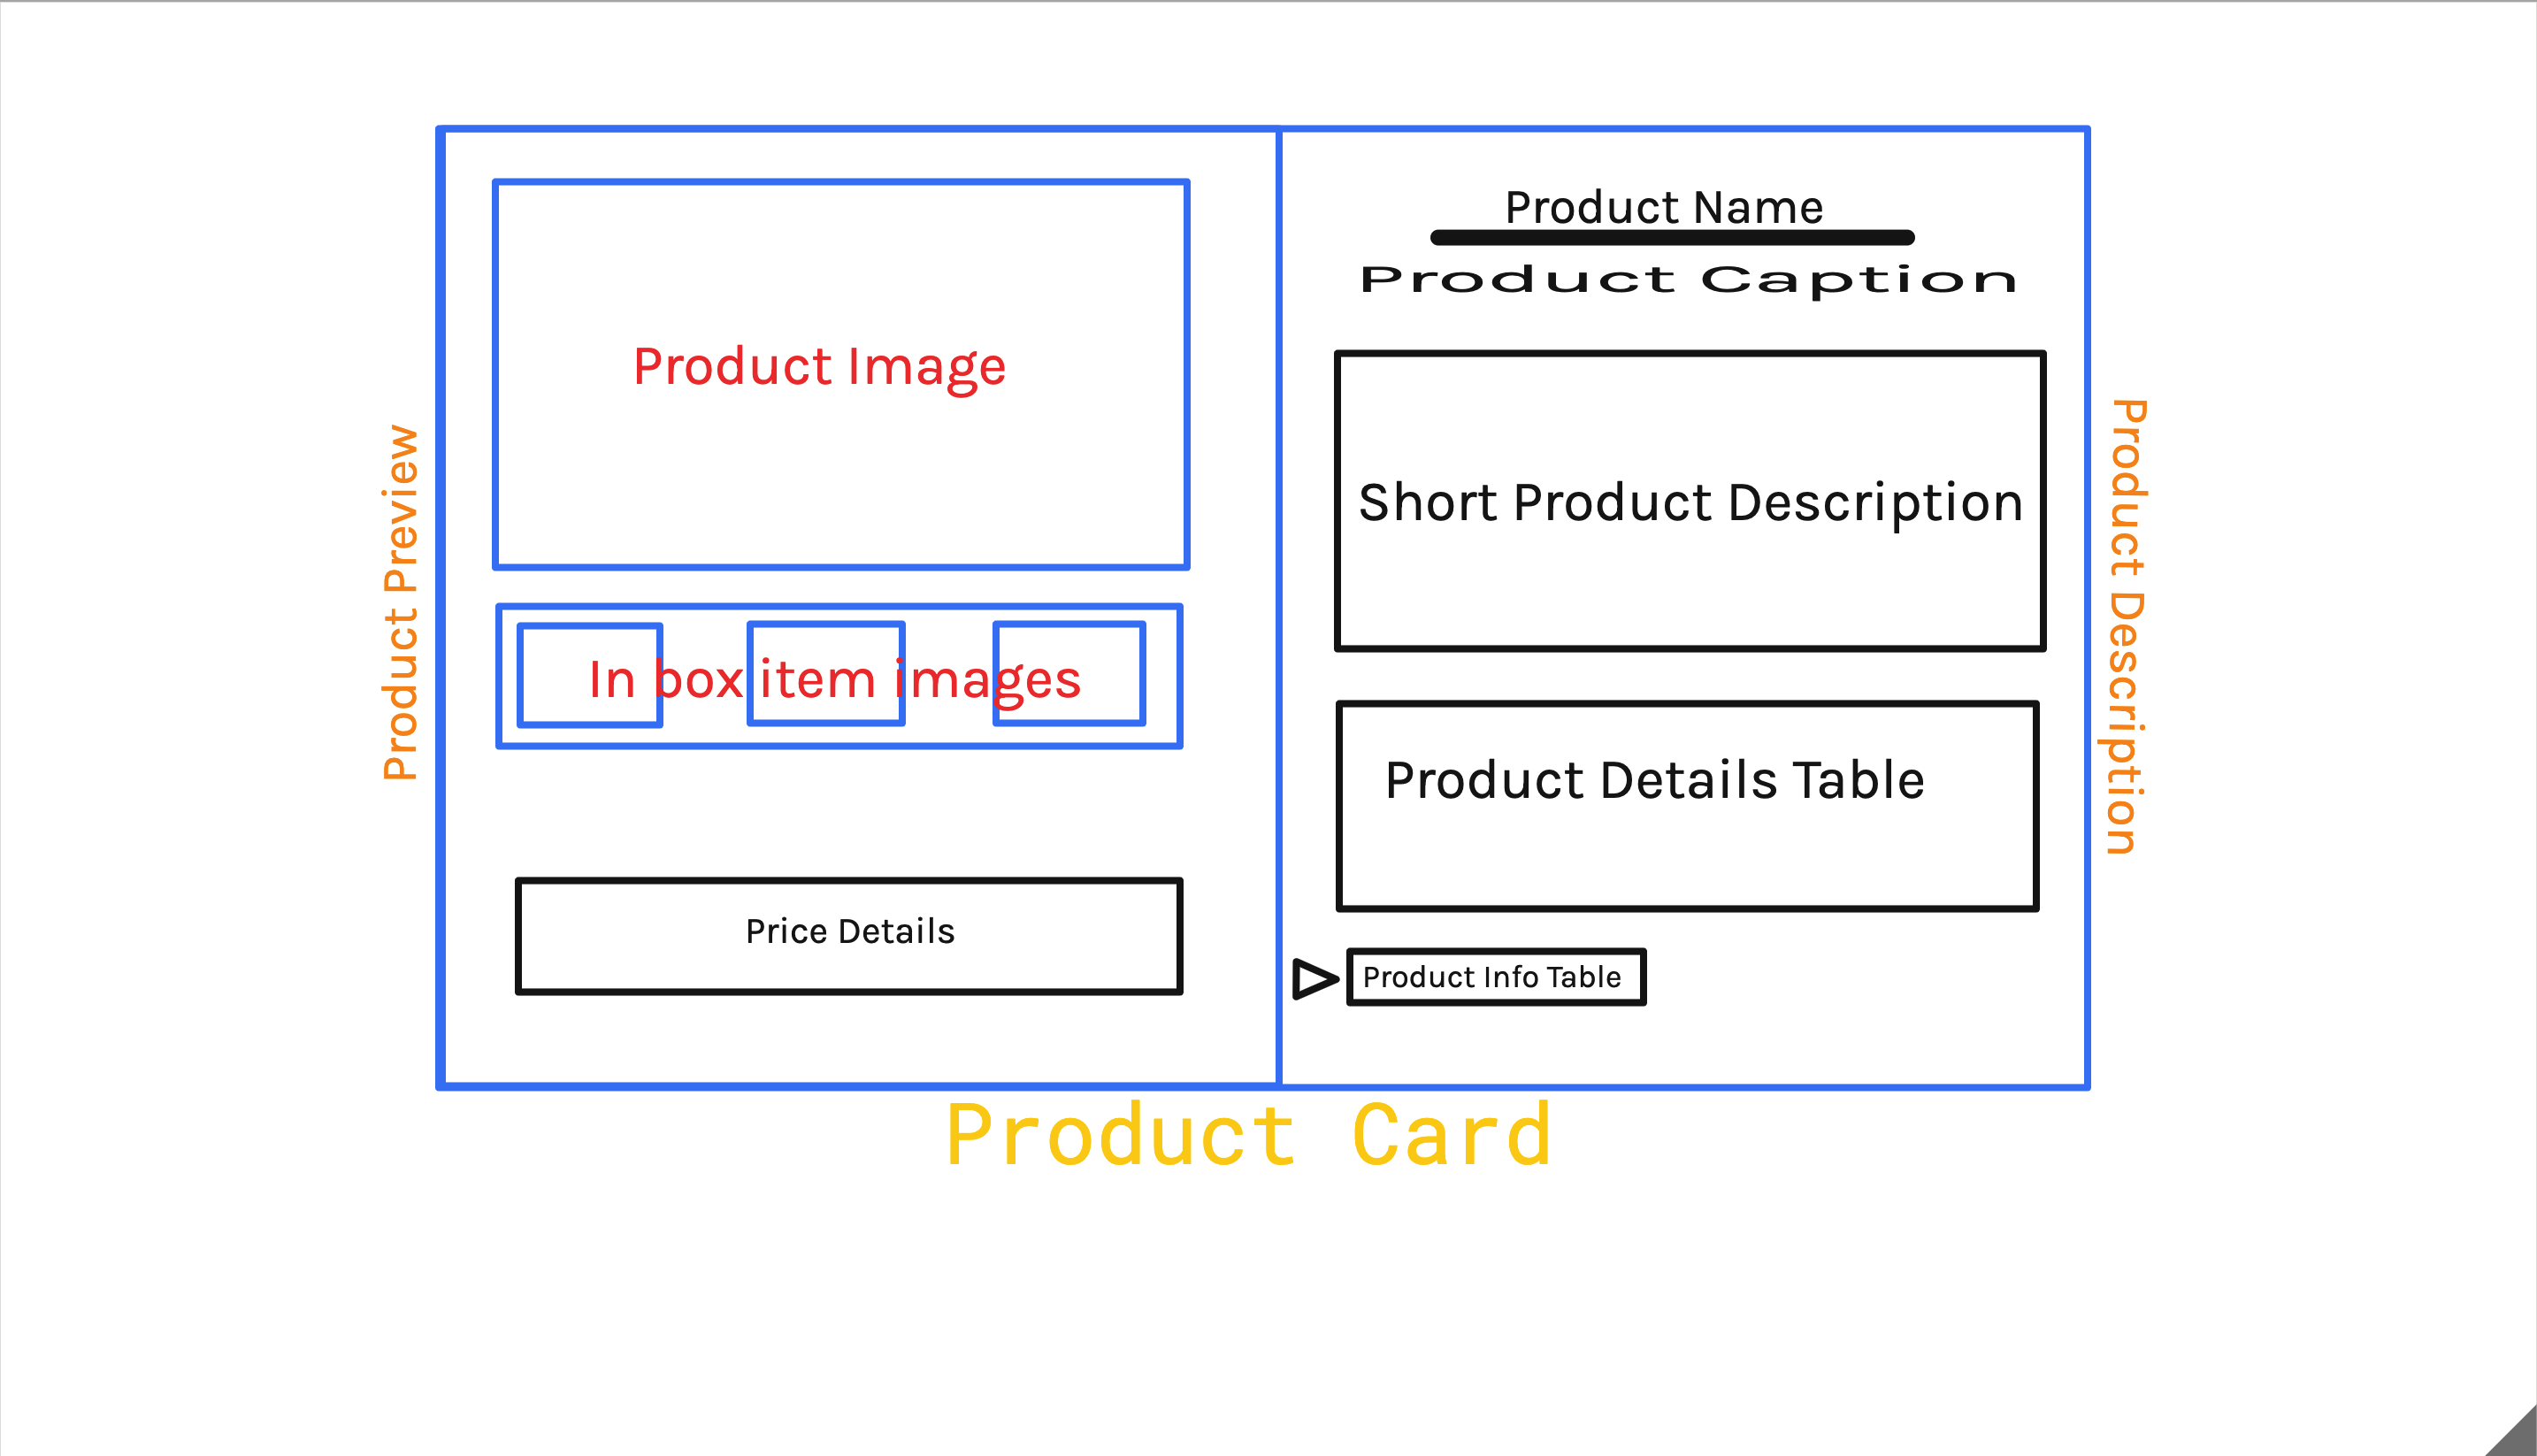 Product Preview
Product Image
In box item images
Price Details
Product Name
Product Caption
Short Product Description
Product Details Table
Product Info Table
Product Description
Product Card